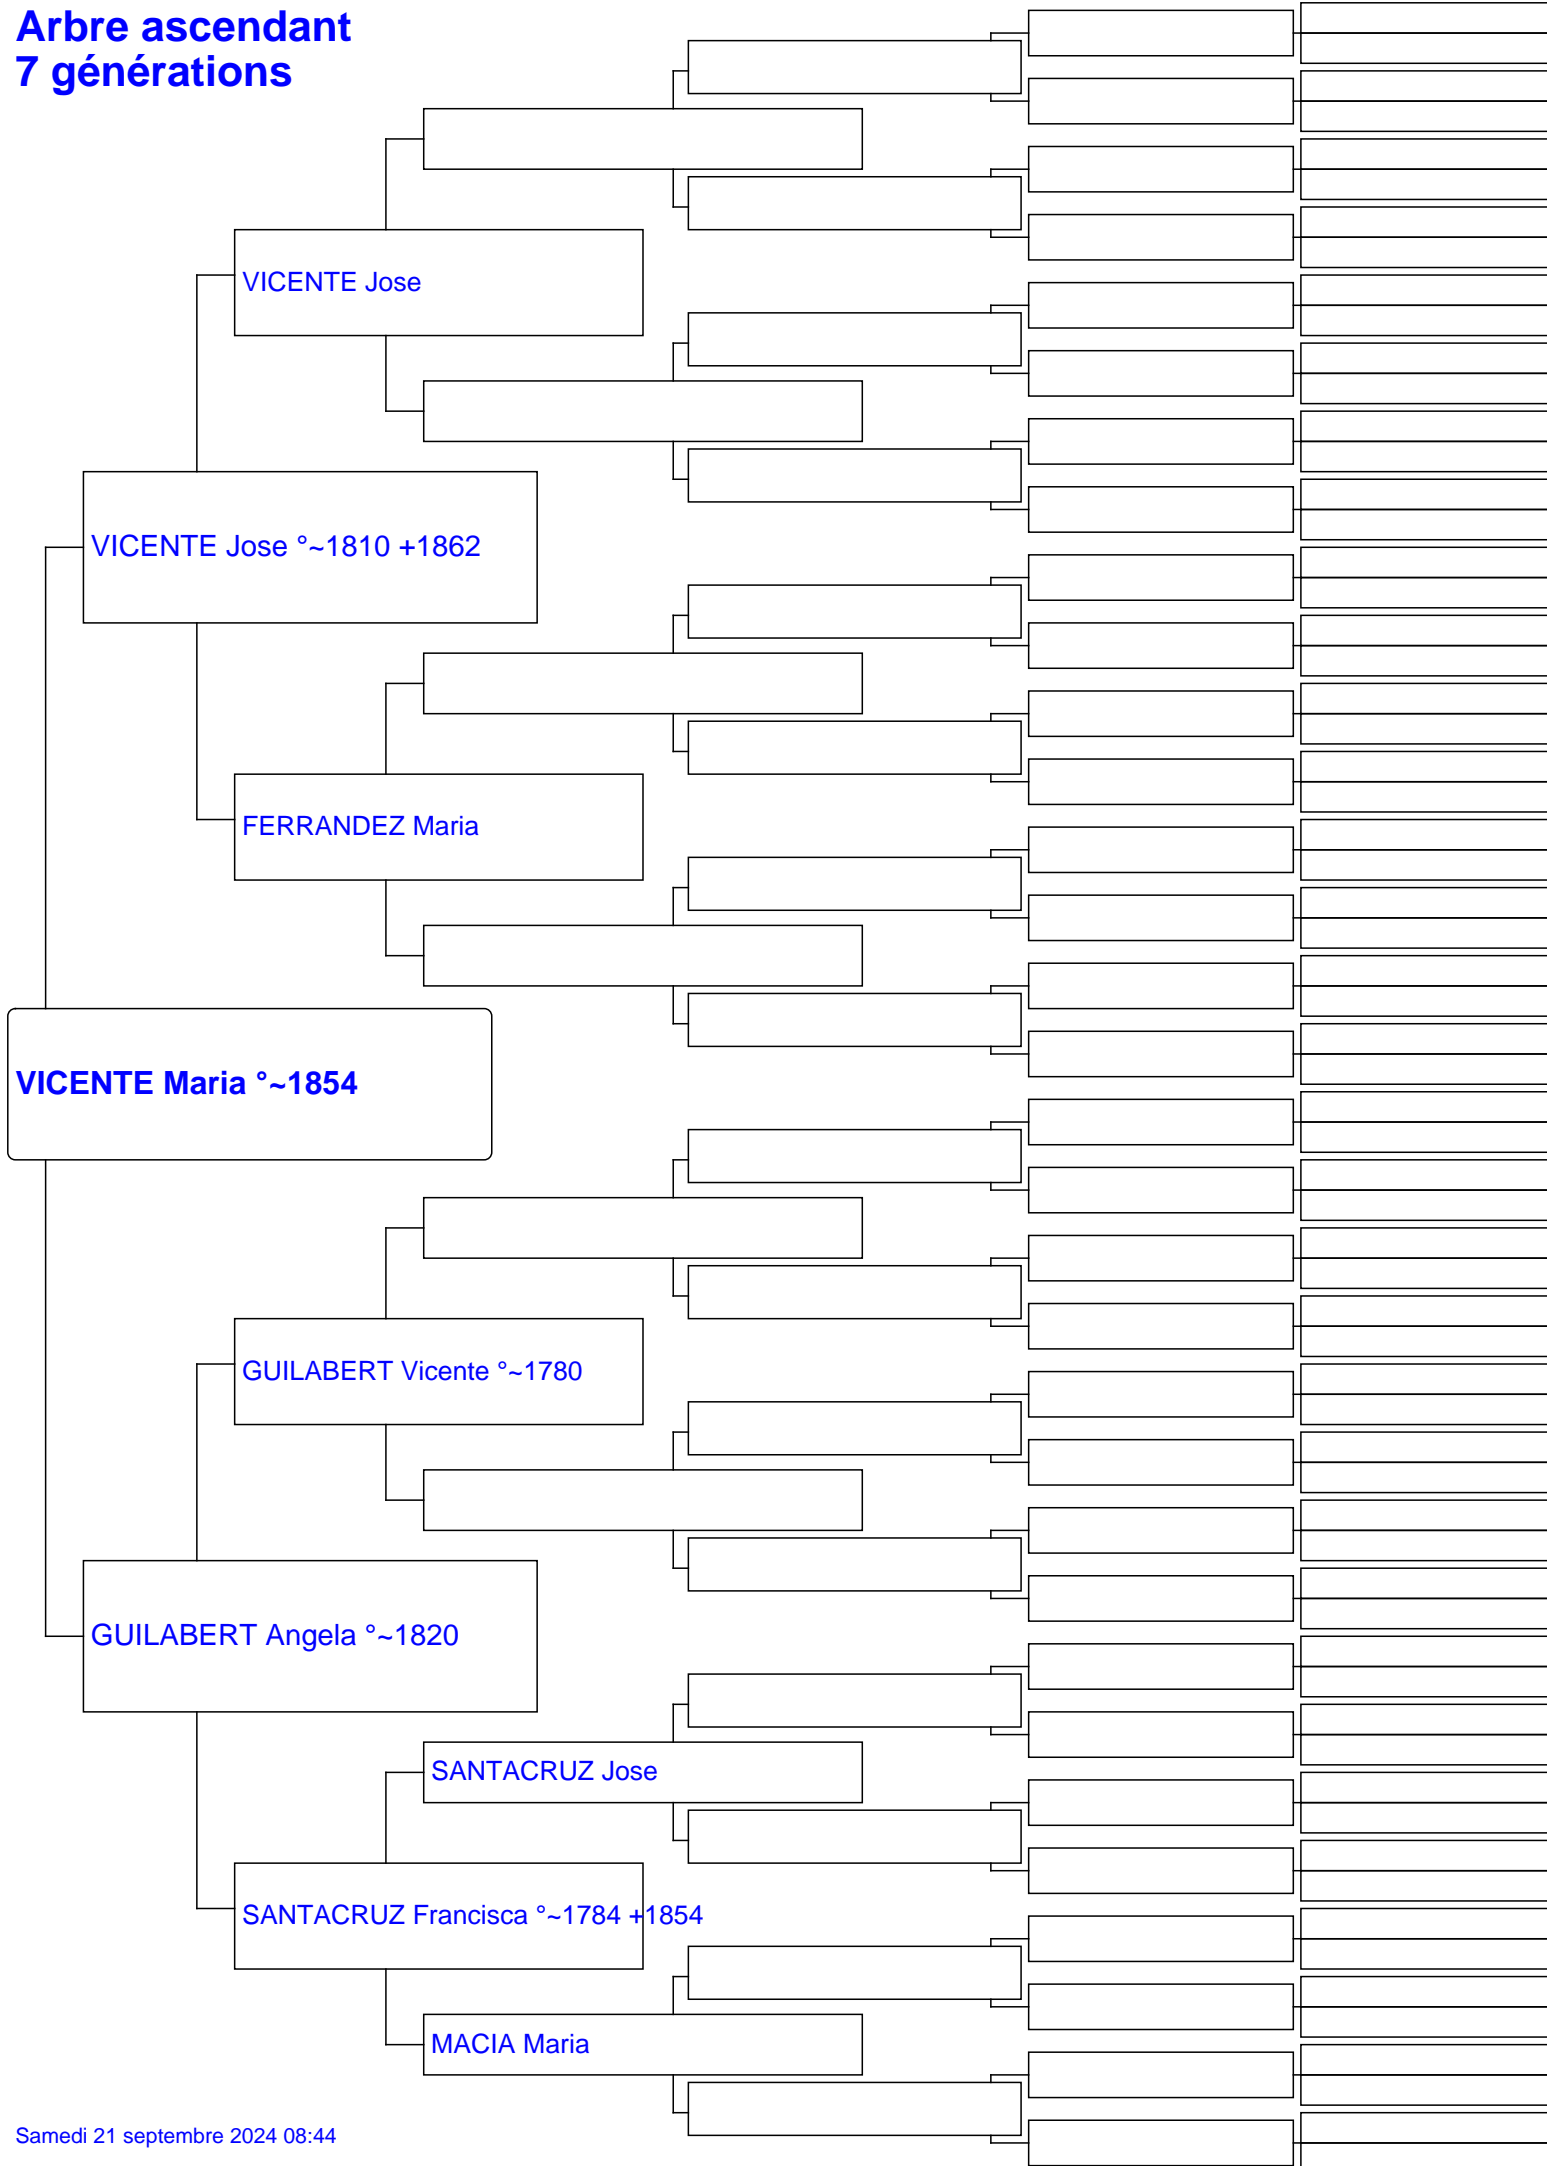 Arbre ascendant
7 générations
VICENTE Jose
VICENTE Jose °~1810 +1862
FERRANDEZ Maria
VICENTE Maria °~1854
GUILABERT Vicente °~1780
GUILABERT Angela °~1820
SANTACRUZ Jose
SANTACRUZ Francisca °~1784 +1854
MACIA Maria
Samedi 21 septembre 2024 08:44